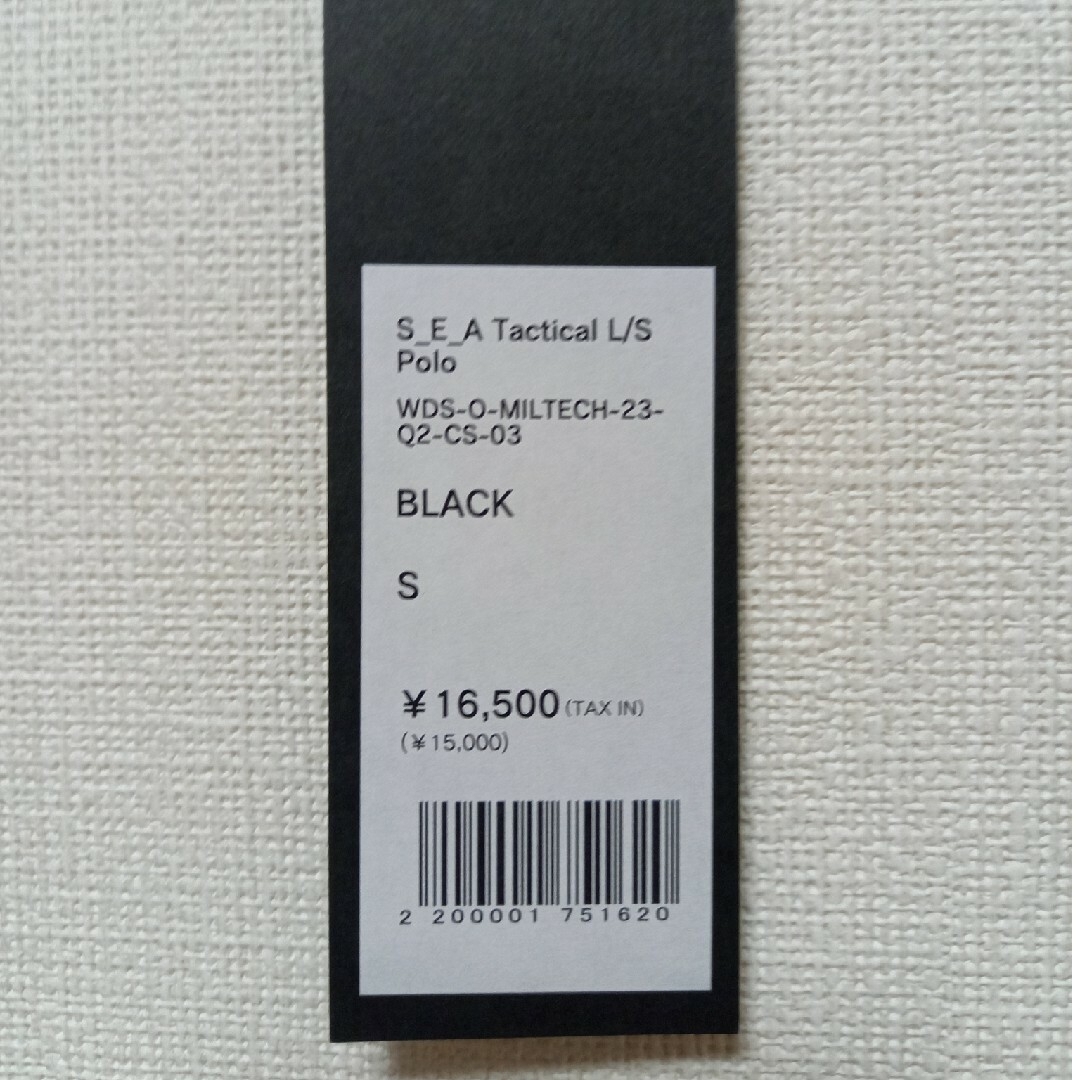 S_E_A Tactical L/S
Polo
WDS-O-MILTECH-23-
Q2-CS-03
BLACK
S
¥16,500(TAX IN)
(¥15,000)
2 200001 751620